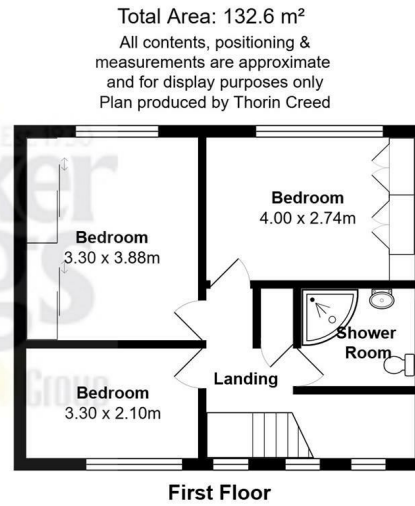 Total Area: 132.6 m²
All contents, positioning &
measurements are approximate
and for display purposes only
Plan produced by Thorin Creed
Bedroom
4.00 x 2.74m
Bedroom
3.30 x 3.88m
Shower
Room
Landing
Bedroom
3.30 x 2.10m
Group
First Floor